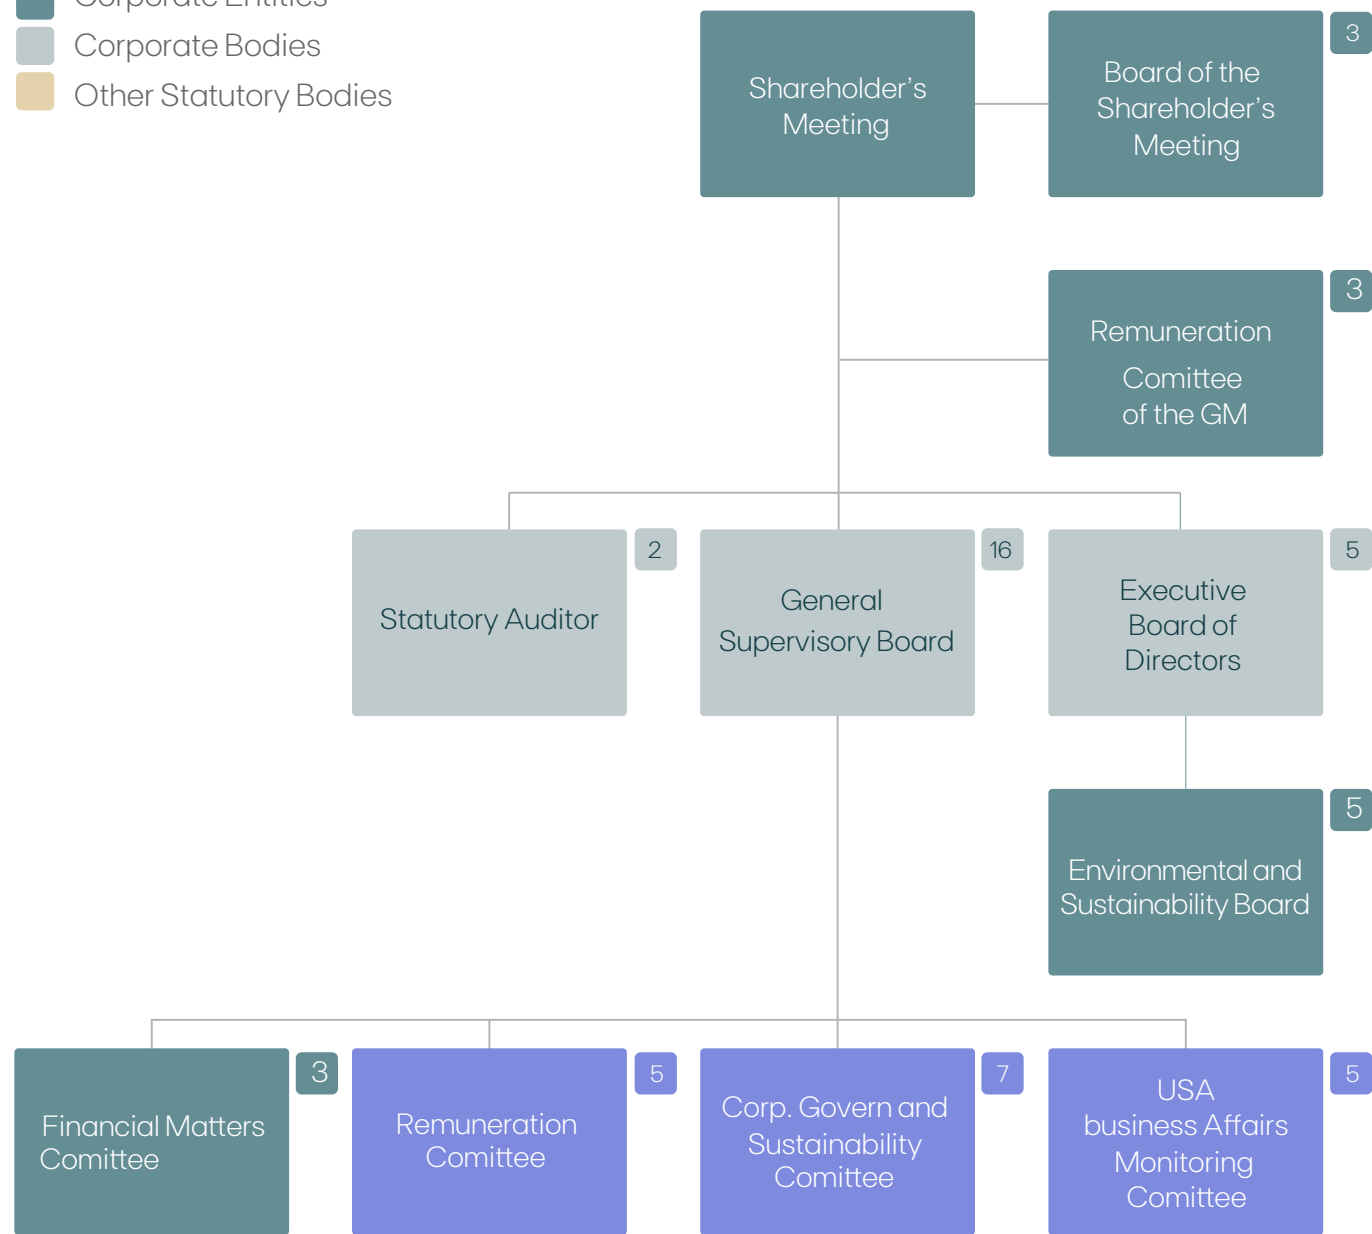 Corporate Entities
Corporate Bodies
Other Statutory Bodies
Shareholder's
Meeting
Board of the
Shareholder's
Meeting
3
Remuneration
Comittee
of the GM
3
Statutory Auditor
2
General
Supervisory Board
16
Executive
Board of
Directors
5
Environmental and
Sustainability Board
5
Financial Matters
Comittee
3
Remuneration
Comittee
5
Corp. Govern and
Sustainability
Comittee
7
USA
business Affairs
Monitoring
Comittee
5